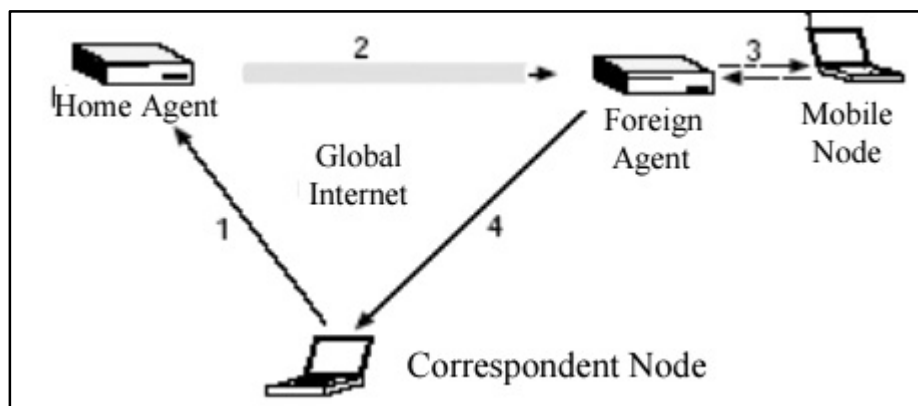 2
3
Home Agent
Foreign
Agent
Mobile
Node
Global
Internet
1
4
Correspondent Node